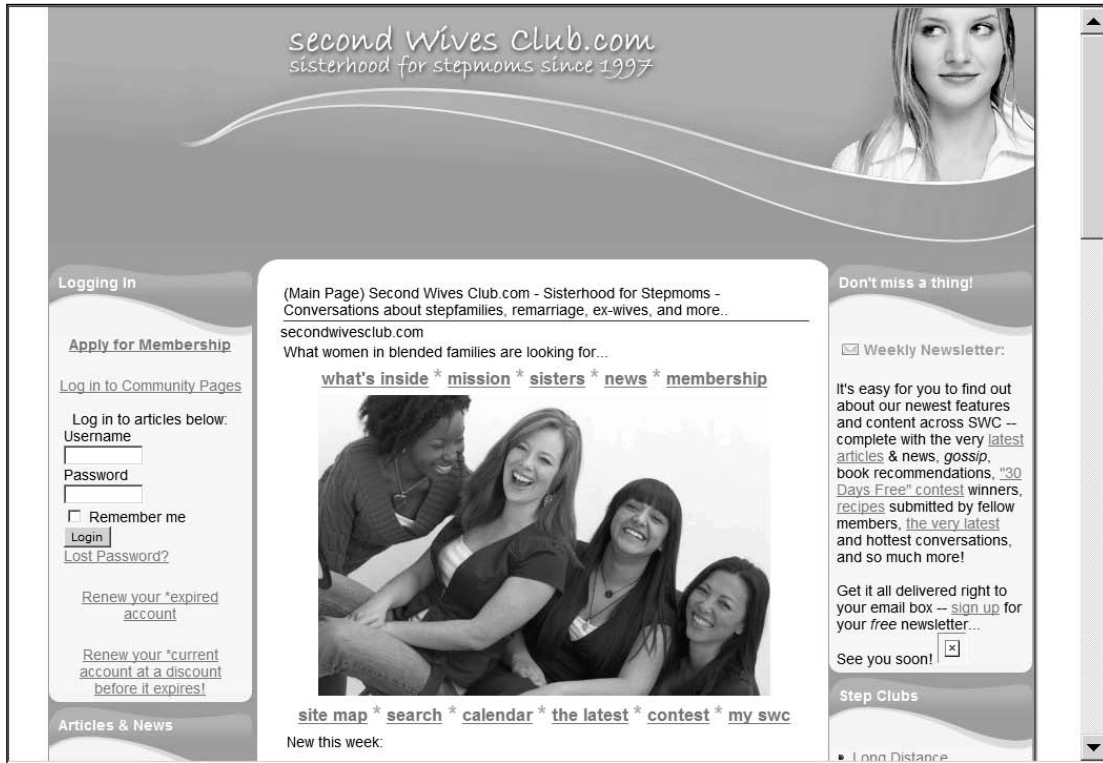 second Wives Club.com
sisterhood for stepmoms since 1997
Logging In
Apply for Membership
Log in to Community Pages
Log in to articles below:
Username
Password
Remember me
Login
Lost Password?
Renew your *expired
account
Renew your *current
account at a discount
before it expires!
Articles & News
(Main Page) Second Wives Club.com - Sisterhood for Stepmoms -
Conversations about stepfamilies, remarriage, ex-wives, and more..
secondwivesclub.com
What women in blended families are looking for...
what's inside * mission * sisters * news * membership
site map * search * calendar * the latest * contest * my swc
New this week:
Don't miss a thing!
Weekly Newsletter:
It's easy for you to find out
about our newest features
and content across SWC --
complete with the very latest
articles & news, gossip,
book recommendations, "30
Days Free" contest winners,
recipes submitted by fellow
members, the very latest
and hottest conversations,
and so much more!
Get it all delivered right to
your email box -- sign up for
your free newsletter...
See you soon!
Step Clubs
Long Distance